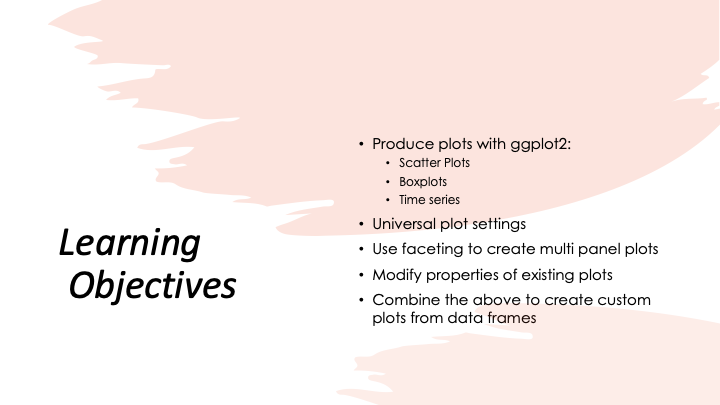 Learning
Objectives
• Produce plots with ggplot2:
• Scatter Plots
• Boxplots
• Time series
• Universal plot settings
• Use faceting to create multi panel plots
• Modify properties of existing plots
• Combine the above to create custom
plots from data frames